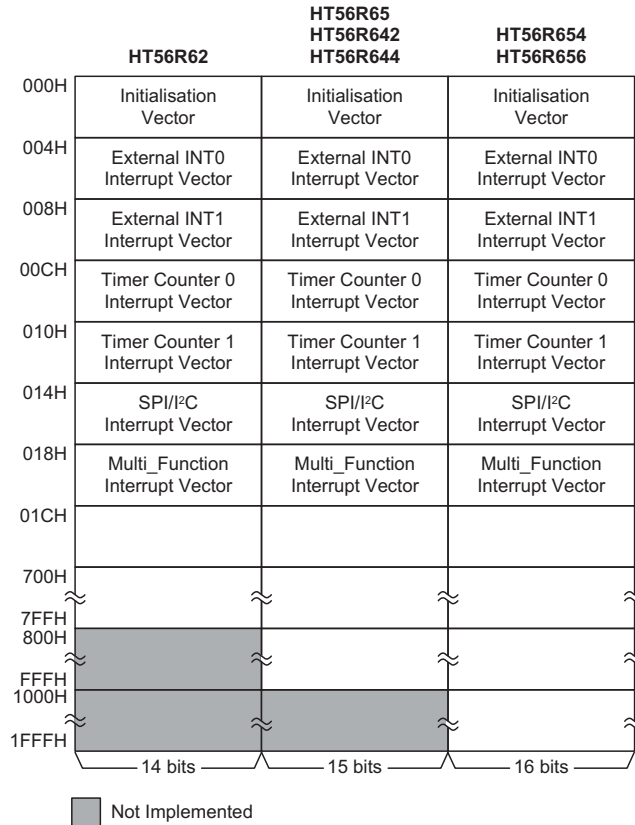 HT56R62
HT56R65
HT56R642
HT56R644
HT56R654
HT56R656
000H
Initialisation
Vector
Initialisation
Vector
Initialisation
Vector
004H
External INT0
Interrupt Vector
External INT0
Interrupt Vector
External INT0
Interrupt Vector
008H
External INT1
Interrupt Vector
External INT1
Interrupt Vector
External INT1
Interrupt Vector
00CH
Timer Counter 0
Interrupt Vector
Timer Counter 0
Interrupt Vector
Timer Counter 0
Interrupt Vector
010H
Timer Counter 1
Interrupt Vector
Timer Counter 1
Interrupt Vector
Timer Counter 1
Interrupt Vector
014H
SPI/I²C
Interrupt Vector
SPI/I²C
Interrupt Vector
SPI/I²C
Interrupt Vector
018H
Multi_Function
Interrupt Vector
Multi_Function
Interrupt Vector
Multi_Function
Interrupt Vector
01CH
700H
7FFH
800H
FFFH
1000H
1FFFH
14 bits
15 bits
16 bits
Not Implemented